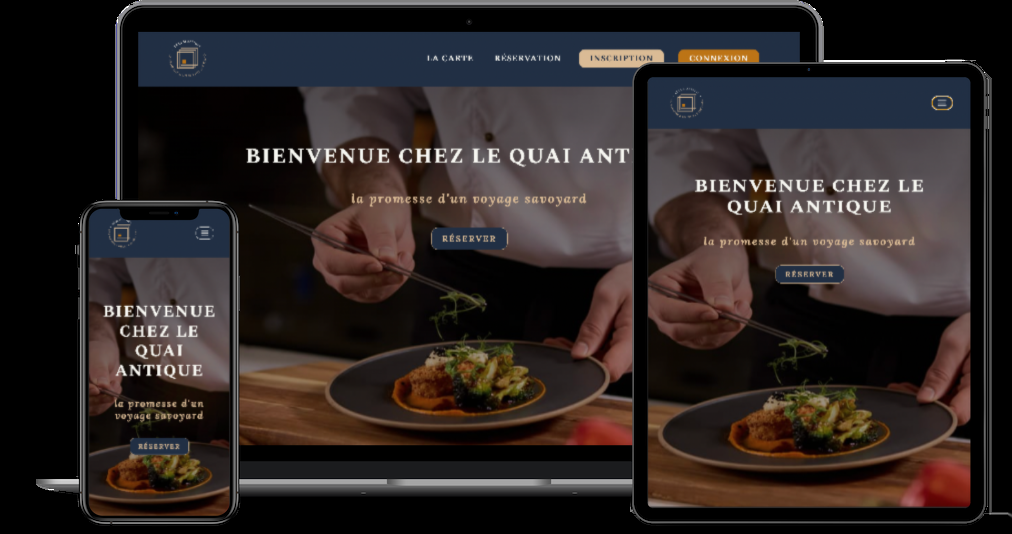 LA CARTE RÉSERVATION INSCRIPTION CONNEXION
BIENVENUE CHEZ LE QUAI ANT
la promesse d'un voyage savoyard
RÉSERVER
BIENVENUE
CHEZ LE
QUAI
ANTIQUE
la promesse d'un
voyage savoyard
RÉSERVER
BIENVENUE CHEZ LE
QUAI ANTIQUE
la promesse d'un voyage savoyard
RÉSERVER